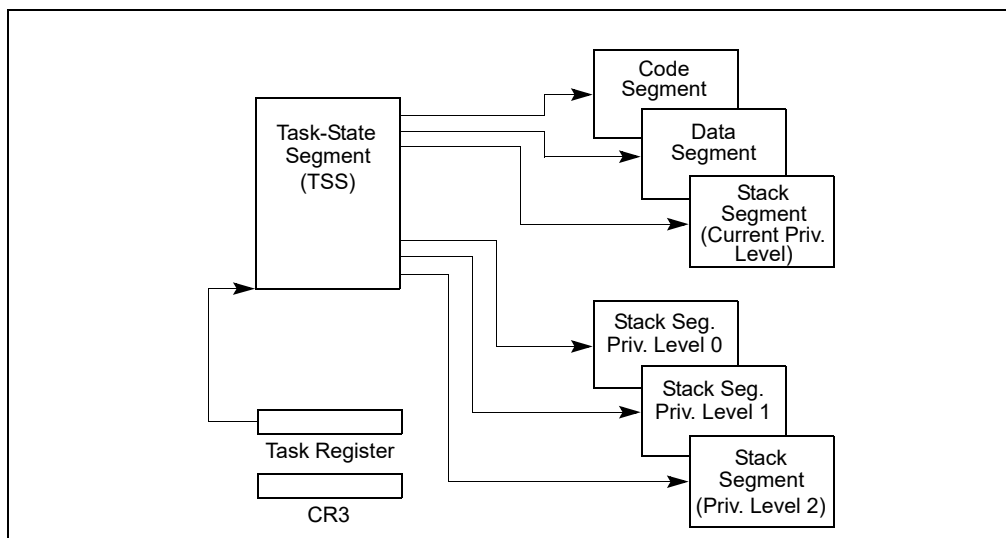 Code
Segment
Task-State
Segment
(TSS)
Data
Segment
Stack
Segment
(Current Priv.
Level)
Stack Seg.
Priv. Level 0
Stack Seg.
Priv. Level 1
Task Register
Stack
Segment
(Priv. Level 2)
CR3